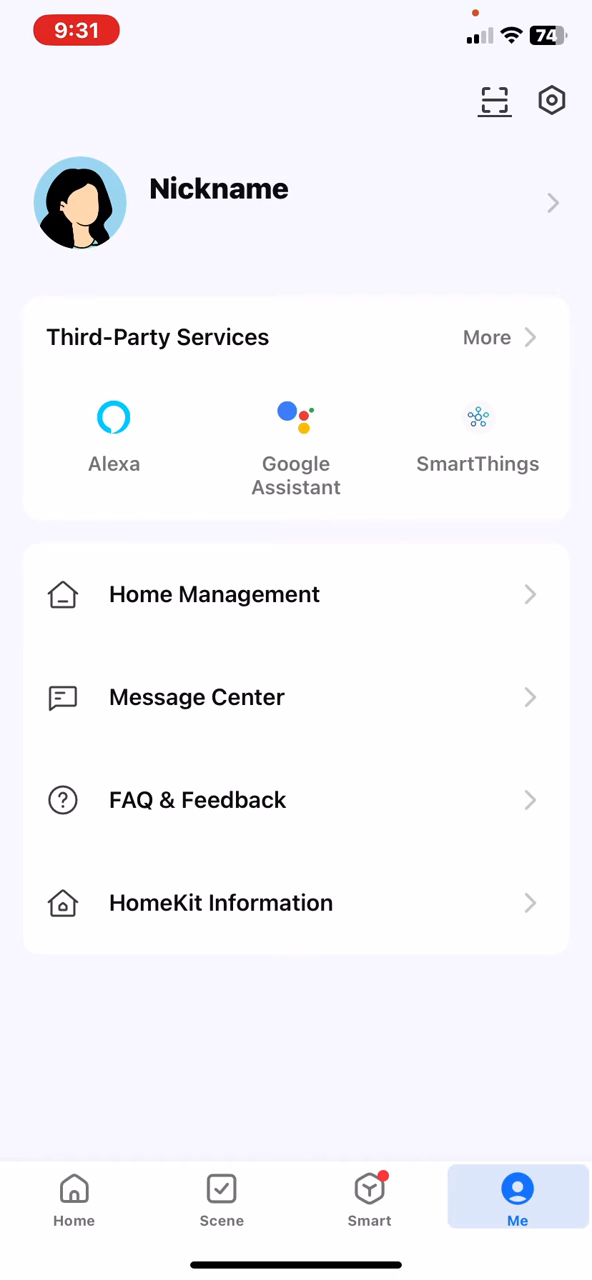 9:31
74
Nickname
Third-Party Services
More
Alexa
Google
Assistant
SmartThings
Home Management
Message Center
FAQ & Feedback
HomeKit Information
Home
Scene
Smart
Me